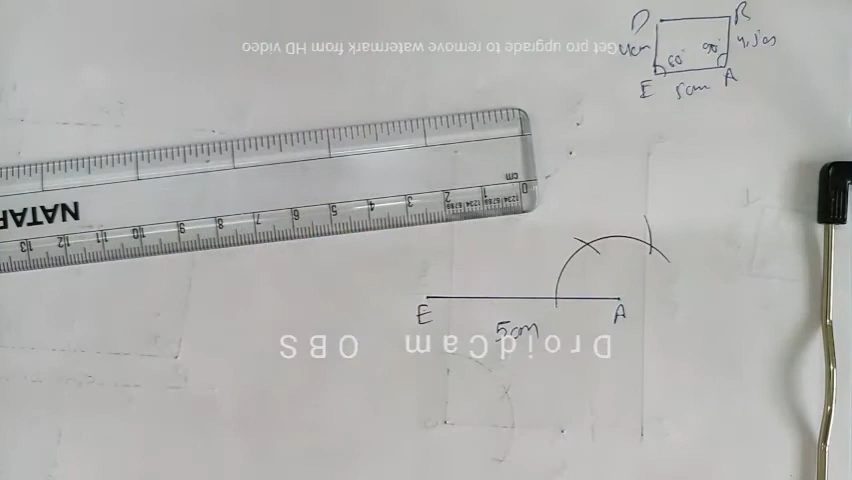 D R
4cm 60° 90° 4.5cm
E 5cm A
Get pro upgrade to remove watermark from HD video
cm
0 1 2 3 4 5 6 7 8 9 10 11 12 13
NATAR
E A
5cm
DroidCam OBS